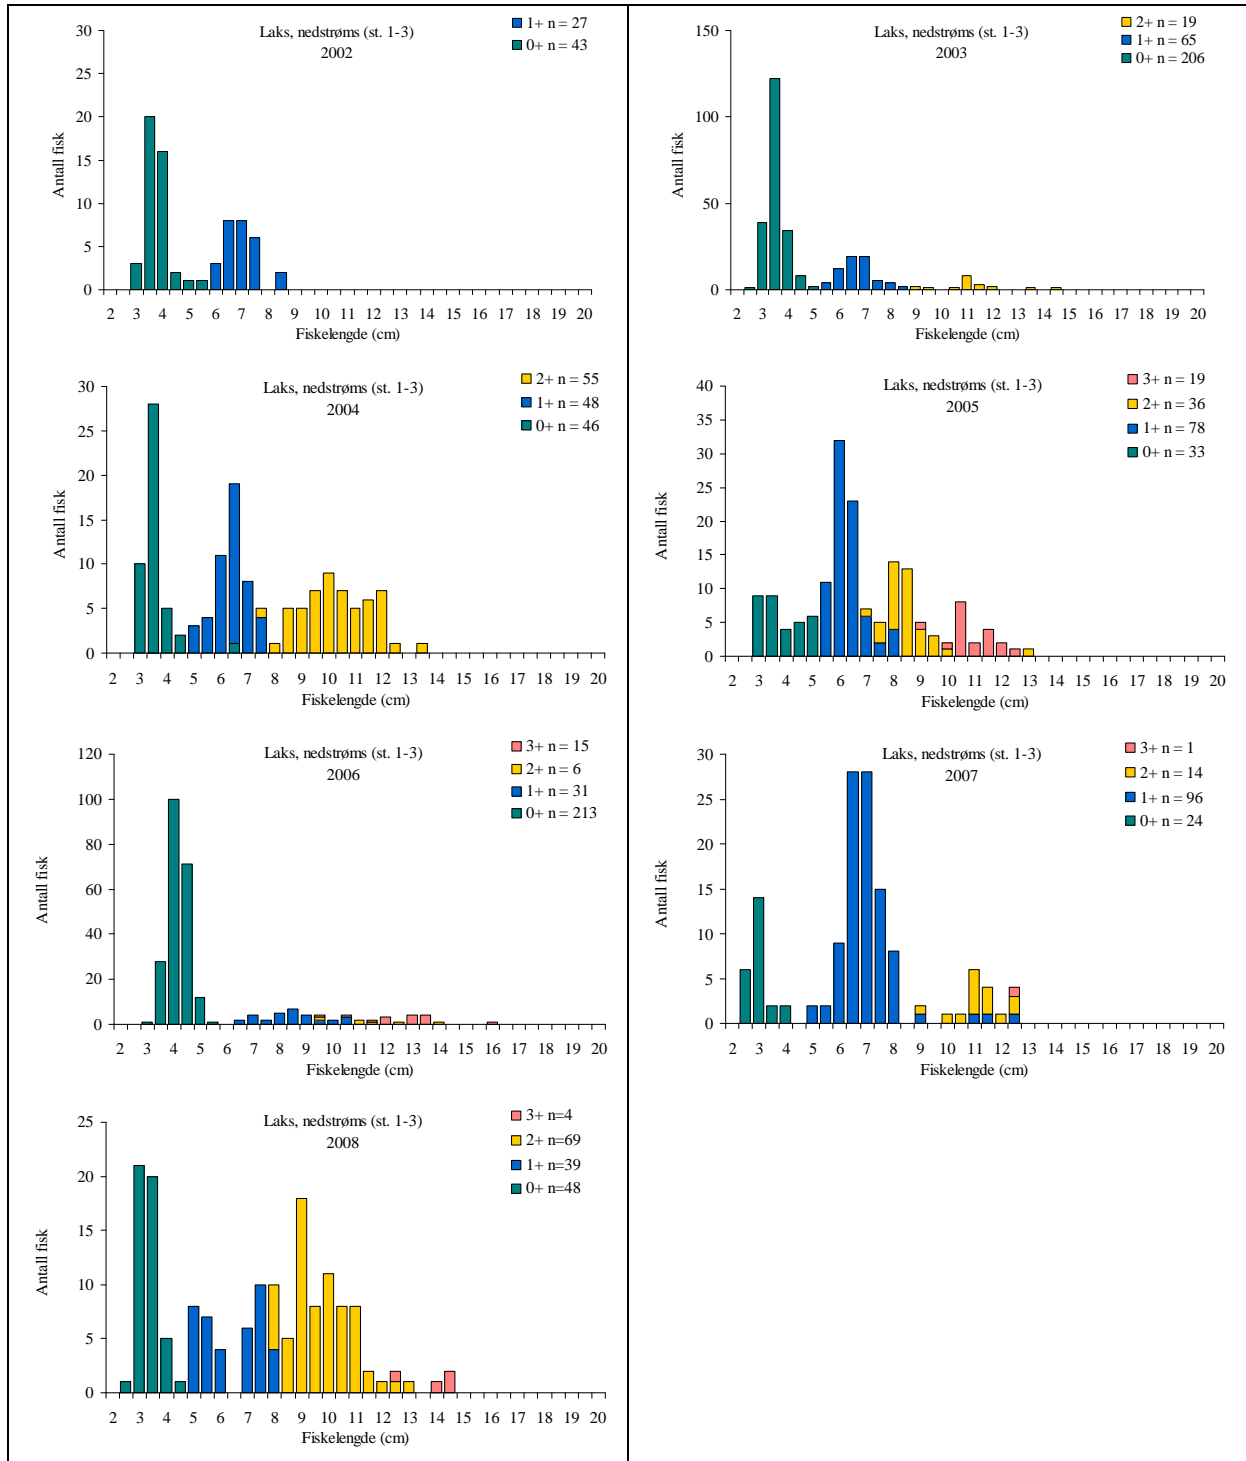 Laks, nedstrøms (st. 1-3)
2002
1+ n = 27
0+ n = 43
Antall fisk
30
25
20
15
10
5
0
2 3 4 5 6 7 8 9 10 11 12 13 14 15 16 17 18 19 20
Fiskelengde (cm)
Laks, nedstrøms (st. 1-3)
2003
2+ n = 19
1+ n = 65
0+ n = 206
Antall fisk
150
100
50
0
2 3 4 5 6 7 8 9 10 11 12 13 14 15 16 17 18 19 20
Fiskelengde (cm)
Laks, nedstrøms (st. 1-3)
2004
2+ n = 55
1+ n = 48
0+ n = 46
Antall fisk
30
25
20
15
10
5
0
2 3 4 5 6 7 8 9 10 11 12 13 14 15 16 17 18 19 20
Fiskelengde (cm)
Laks, nedstrøms (st. 1-3)
2005
3+ n = 19
2+ n = 36
1+ n = 78
0+ n = 33
Antall fisk
40
35
30
25
20
15
10
5
0
2 3 4 5 6 7 8 9 10 11 12 13 14 15 16 17 18 19 20
Fiskelengde (cm)
Laks, nedstrøms (st. 1-3)
2006
3+ n = 15
2+ n = 6
1+ n = 31
0+ n = 213
Antall fisk
120
100
80
60
40
20
0
2 3 4 5 6 7 8 9 10 11 12 13 14 15 16 17 18 19 20
Fiskelengde (cm)
Laks, nedstrøms (st. 1-3)
2007
3+ n = 1
2+ n = 14
1+ n = 96
0+ n = 24
Antall fisk
30
25
20
15
10
5
0
2 3 4 5 6 7 8 9 10 11 12 13 14 15 16 17 18 19 20
Fiskelengde (cm)
Laks, nedstrøms (st. 1-3)
2008
3+ n=4
2+ n=69
1+ n=39
0+ n=48
Antall fisk
25
20
15
10
5
0
2 3 4 5 6 7 8 9 10 11 12 13 14 15 16 17 18 19 20
Fiskelengde (cm)